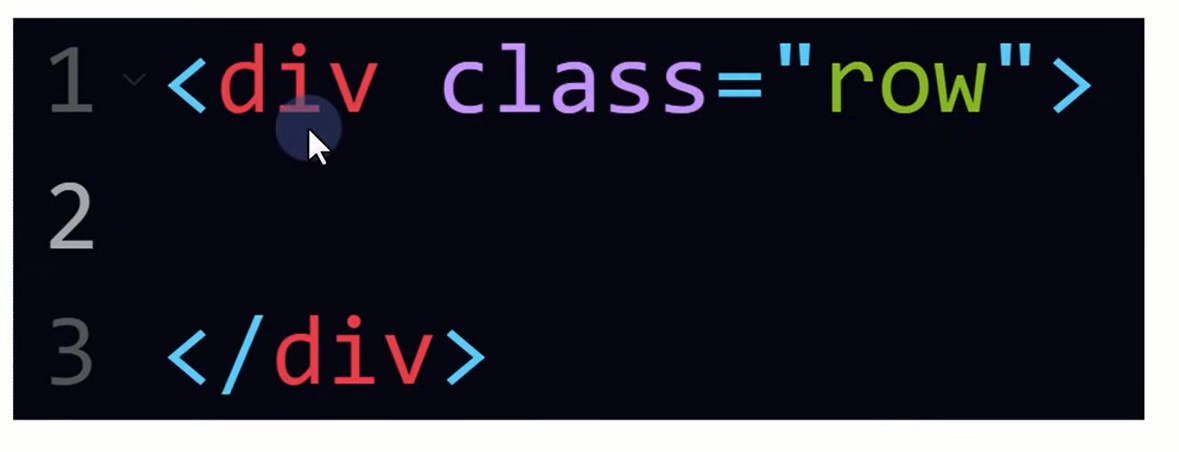 1 <div class="row">
2
3 </div>